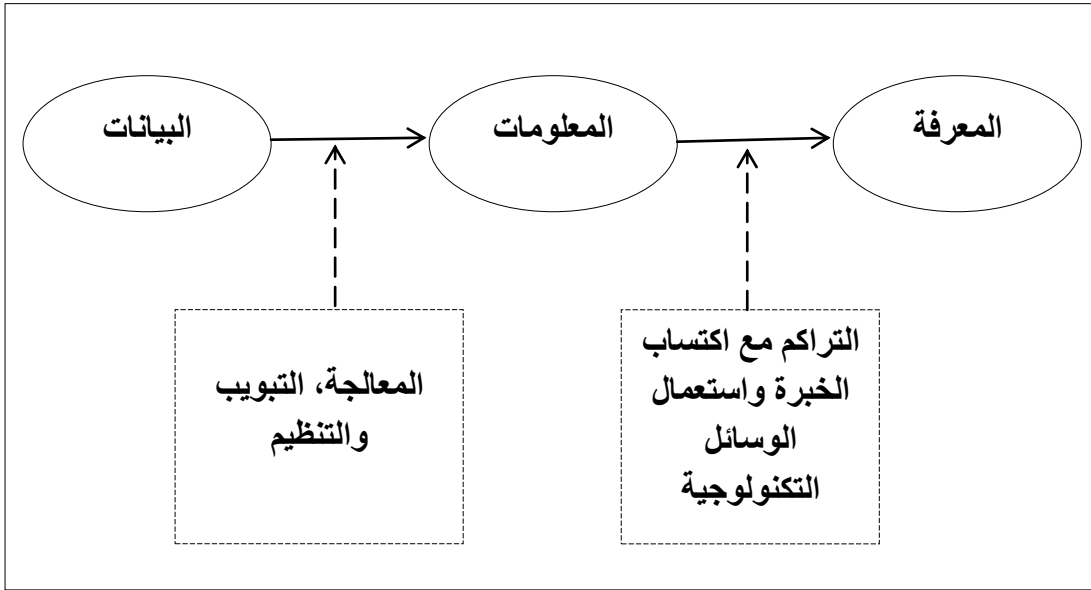 البيانات
المعلومات
المعرفة
المعالجة، التبويب
والتنظيم
التراكم مع اكتساب
الخبرة واستعمال
الوسائل
التكنولوجية